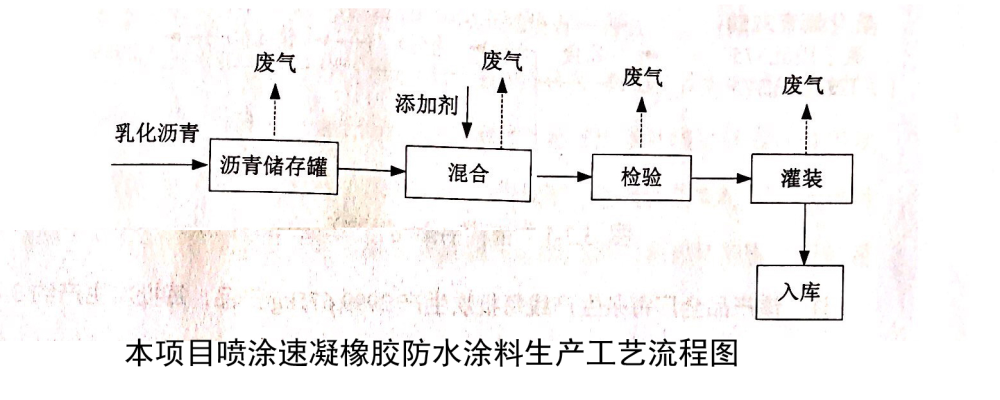 废气
废气
废气
废气
添加剂
乳化沥青
沥青储存罐
混合
检验
灌装
入库
本项目喷涂速凝橡胶防水涂料生产工艺流程图